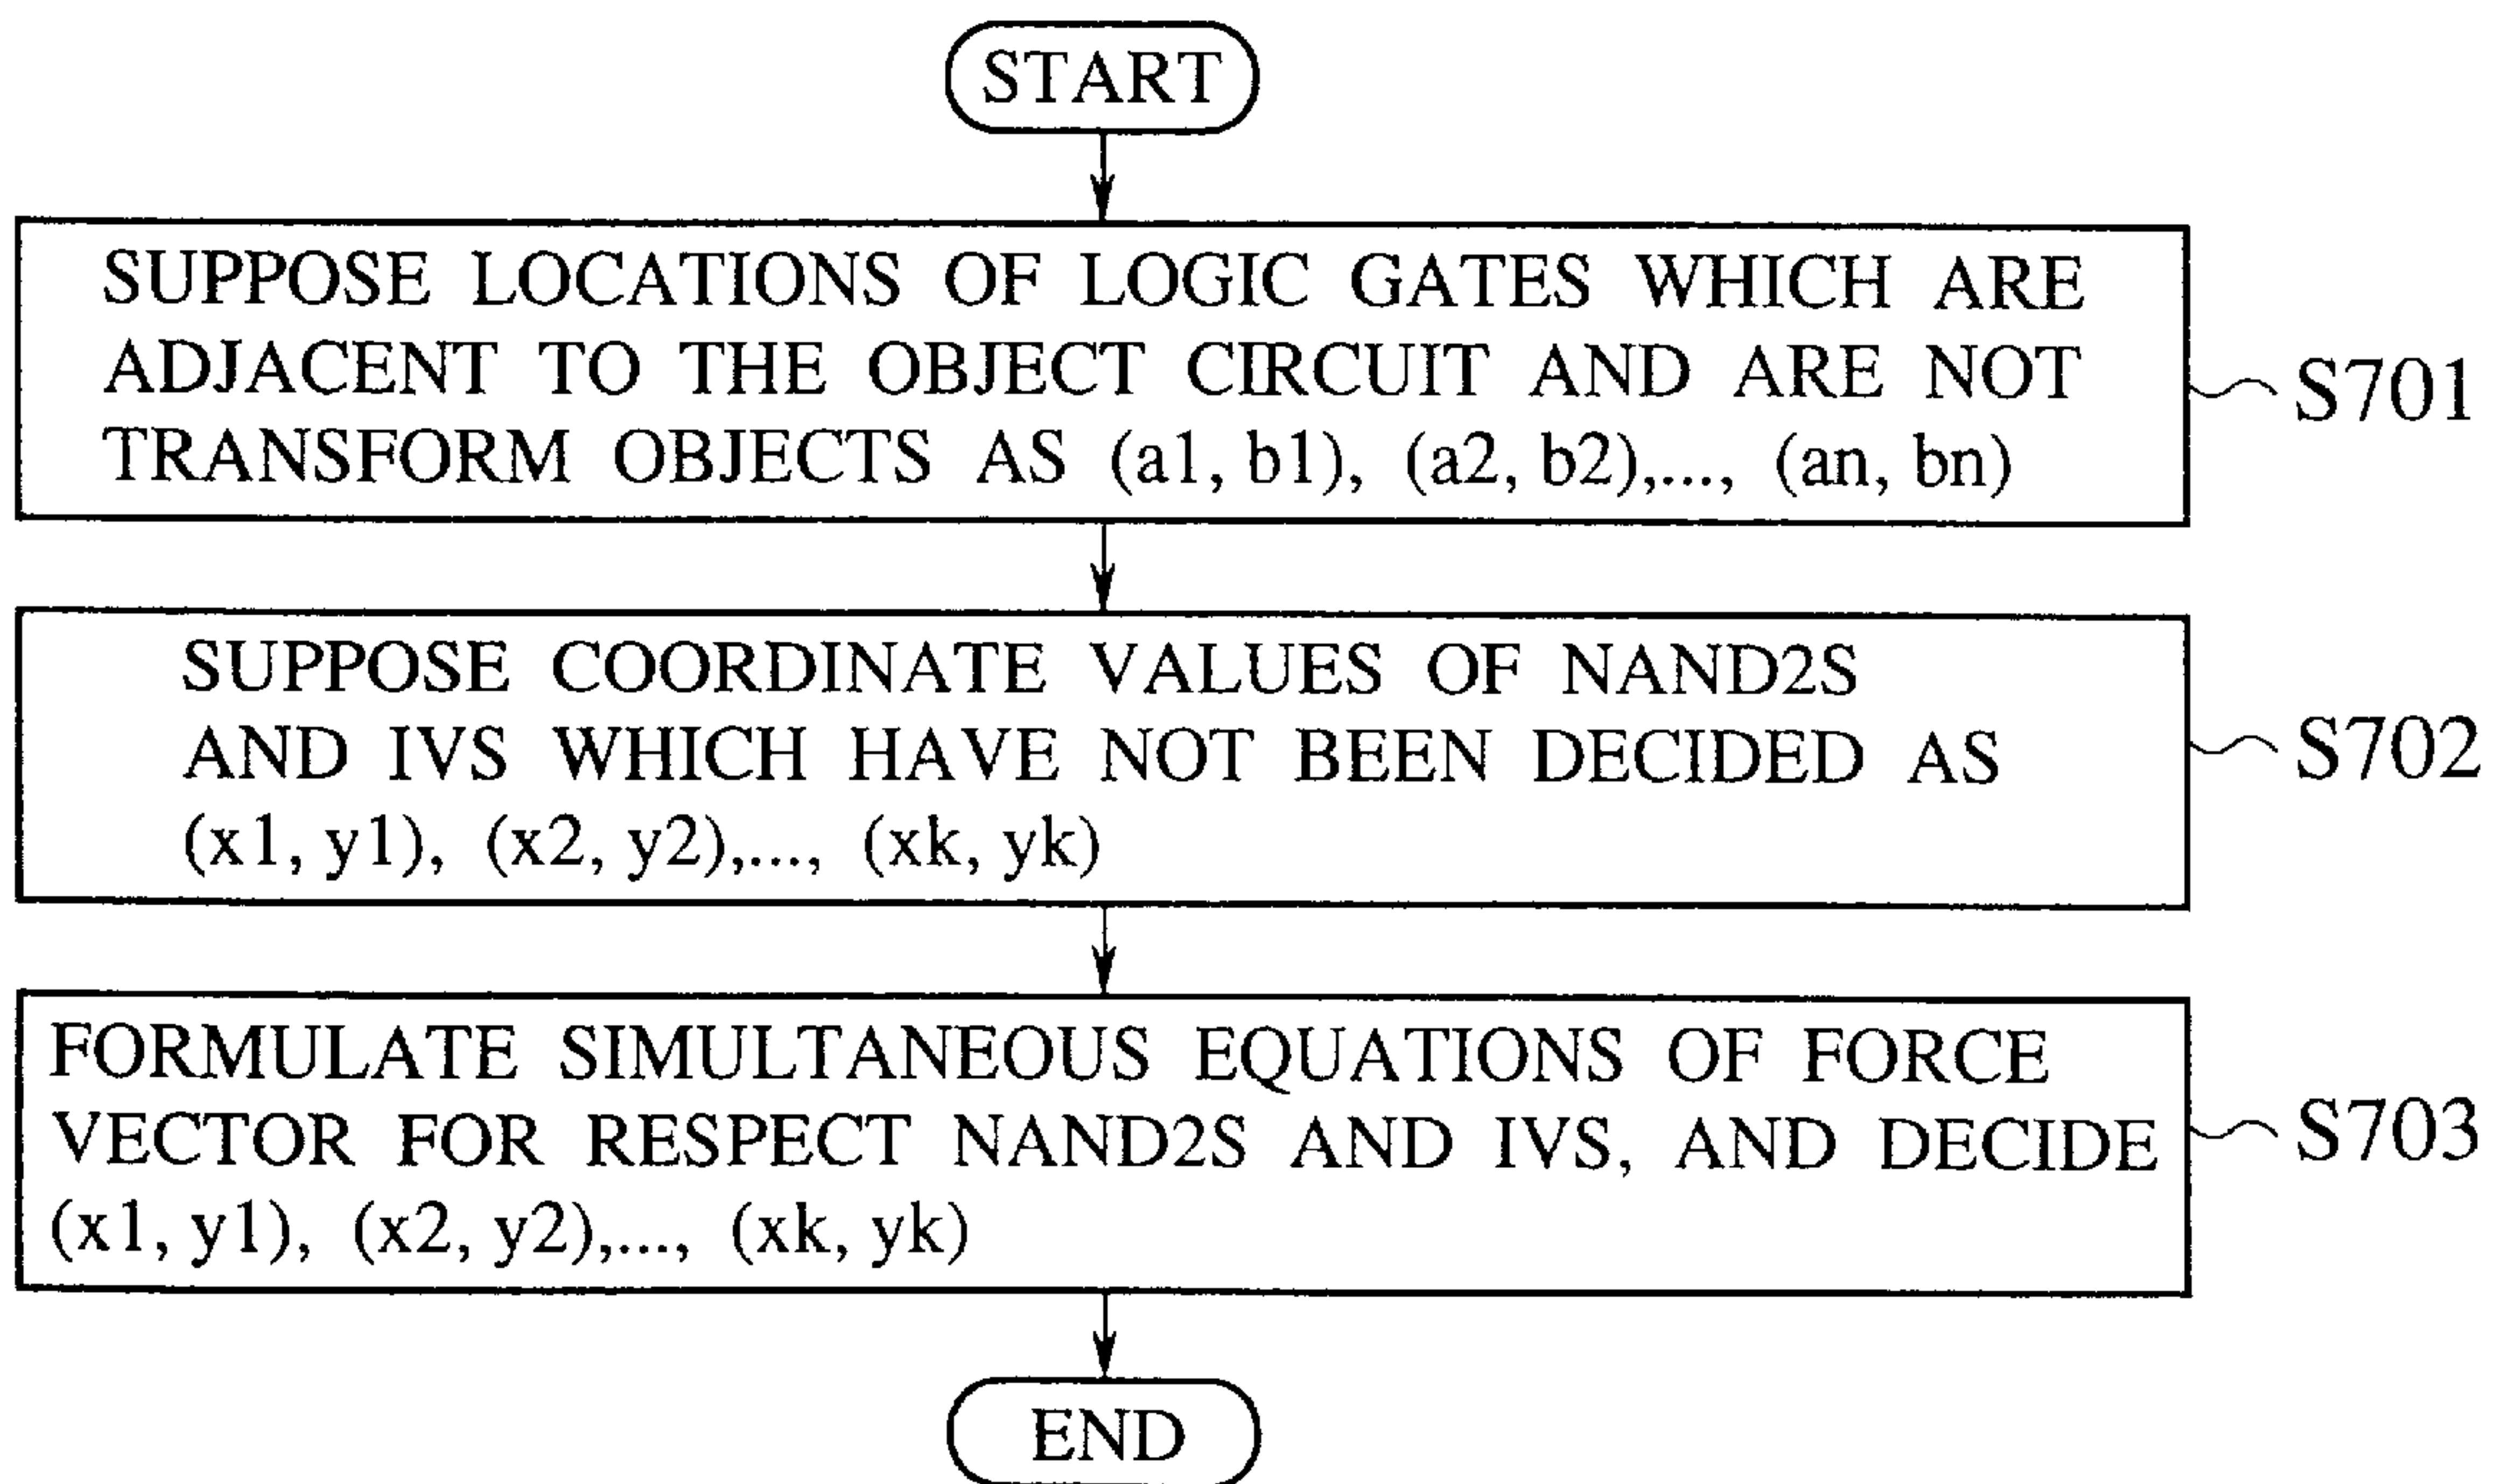 START
SUPPOSE LOCATIONS OF LOGIC GATES WHICH ARE
ADJACENT TO THE OBJECT CIRCUIT AND ARE NOT
TRANSFORM OBJECTS AS (a1, b1), (a2, b2),..., (an, bn)
S701
SUPPOSE COORDINATE VALUES OF NAND2S
AND IVS WHICH HAVE NOT BEEN DECIDED AS
(x1, y1), (x2, y2),..., (xk, yk)
S702
FORMULATE SIMULTANEOUS EQUATIONS OF FORCE
VECTOR FOR RESPECT NAND2S AND IVS, AND DECIDE
(x1, y1), (x2, y2),..., (xk, yk)
S703
END